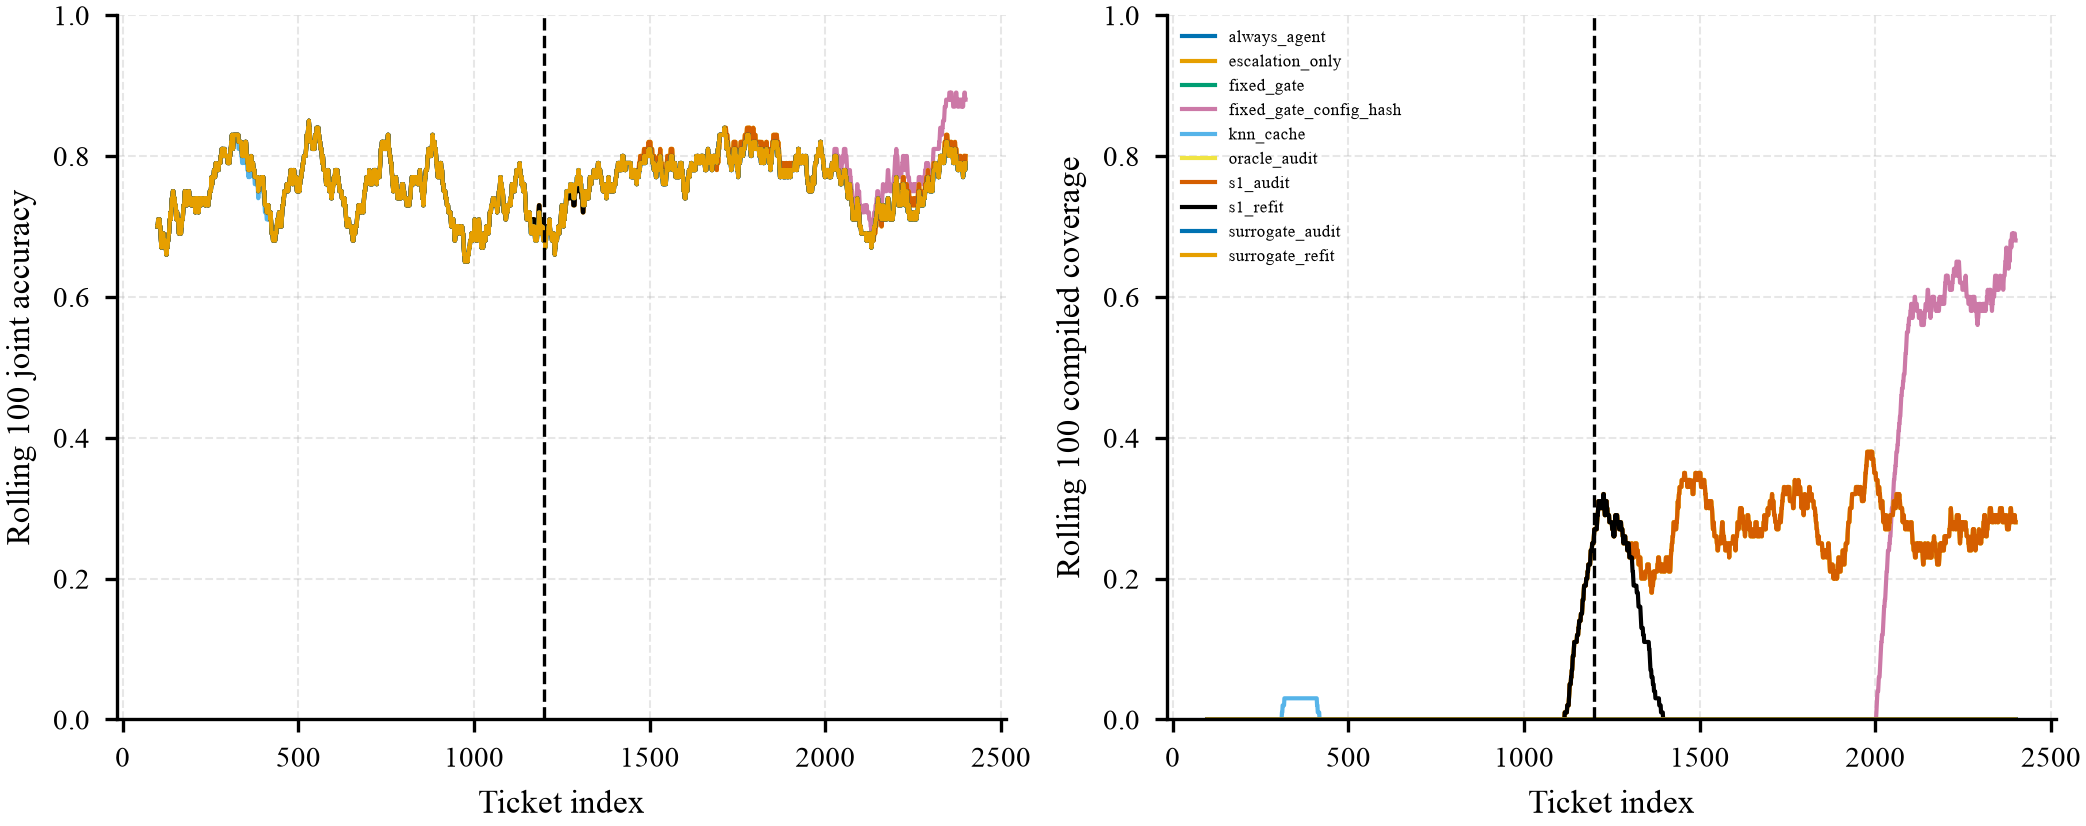 1.0
0.8
0.6
0.4
0.2
0.0
Rolling 100 joint accuracy
0
500
1000
1500
2000
2500
Ticket index
1.0
0.8
0.6
0.4
0.2
0.0
Rolling 100 compiled coverage
always_agent
escalation_only
fixed_gate
fixed_gate_config_hash
knn_cache
oracle_audit
s1_audit
s1_refit
surrogate_audit
surrogate_refit
0
500
1000
1500
2000
2500
Ticket index